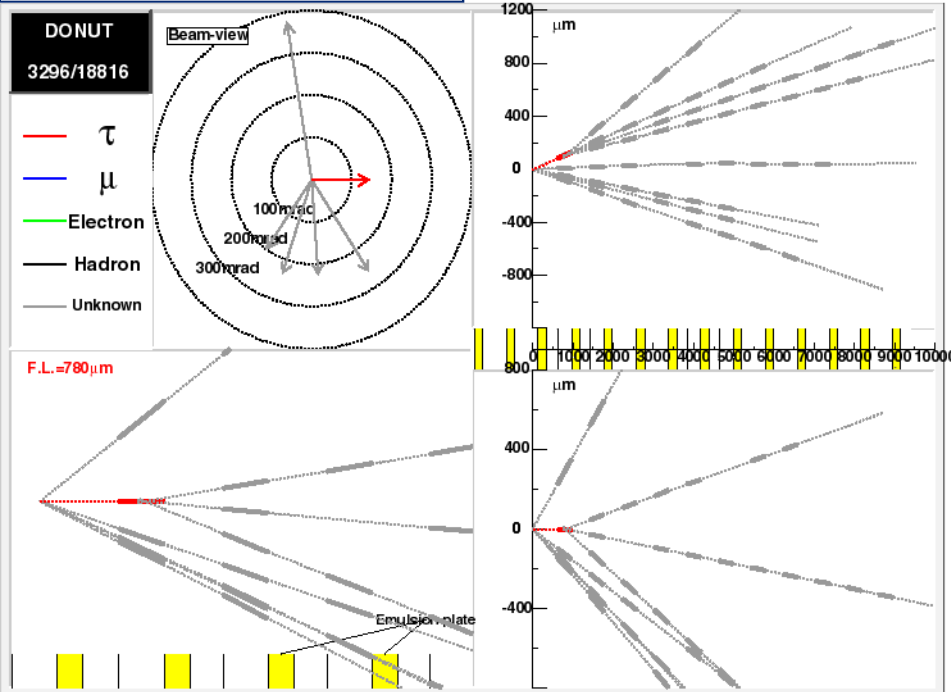 DONUT
3296/18816
τ
μ
Electron
Hadron
Unknown
Beam-view
100mrad
200mrad
300mrad
1200
μm
800
400
0
-400
-800
0 1000 2000 3000 4000 5000 6000 7000 8000 9000 10000
F.L.=780μm
Emulsion plate
800
μm
400
0
-400